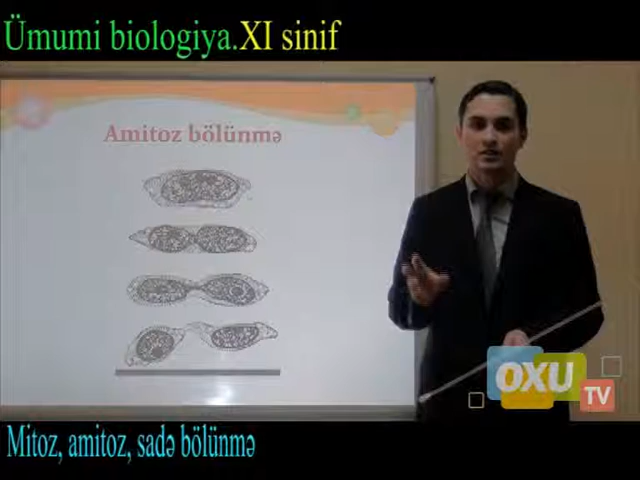 Ümumi biologiya.XI sinif
Amitoz bölünmə
OXU
TV
Mitoz, amitoz, sadə bölünmə